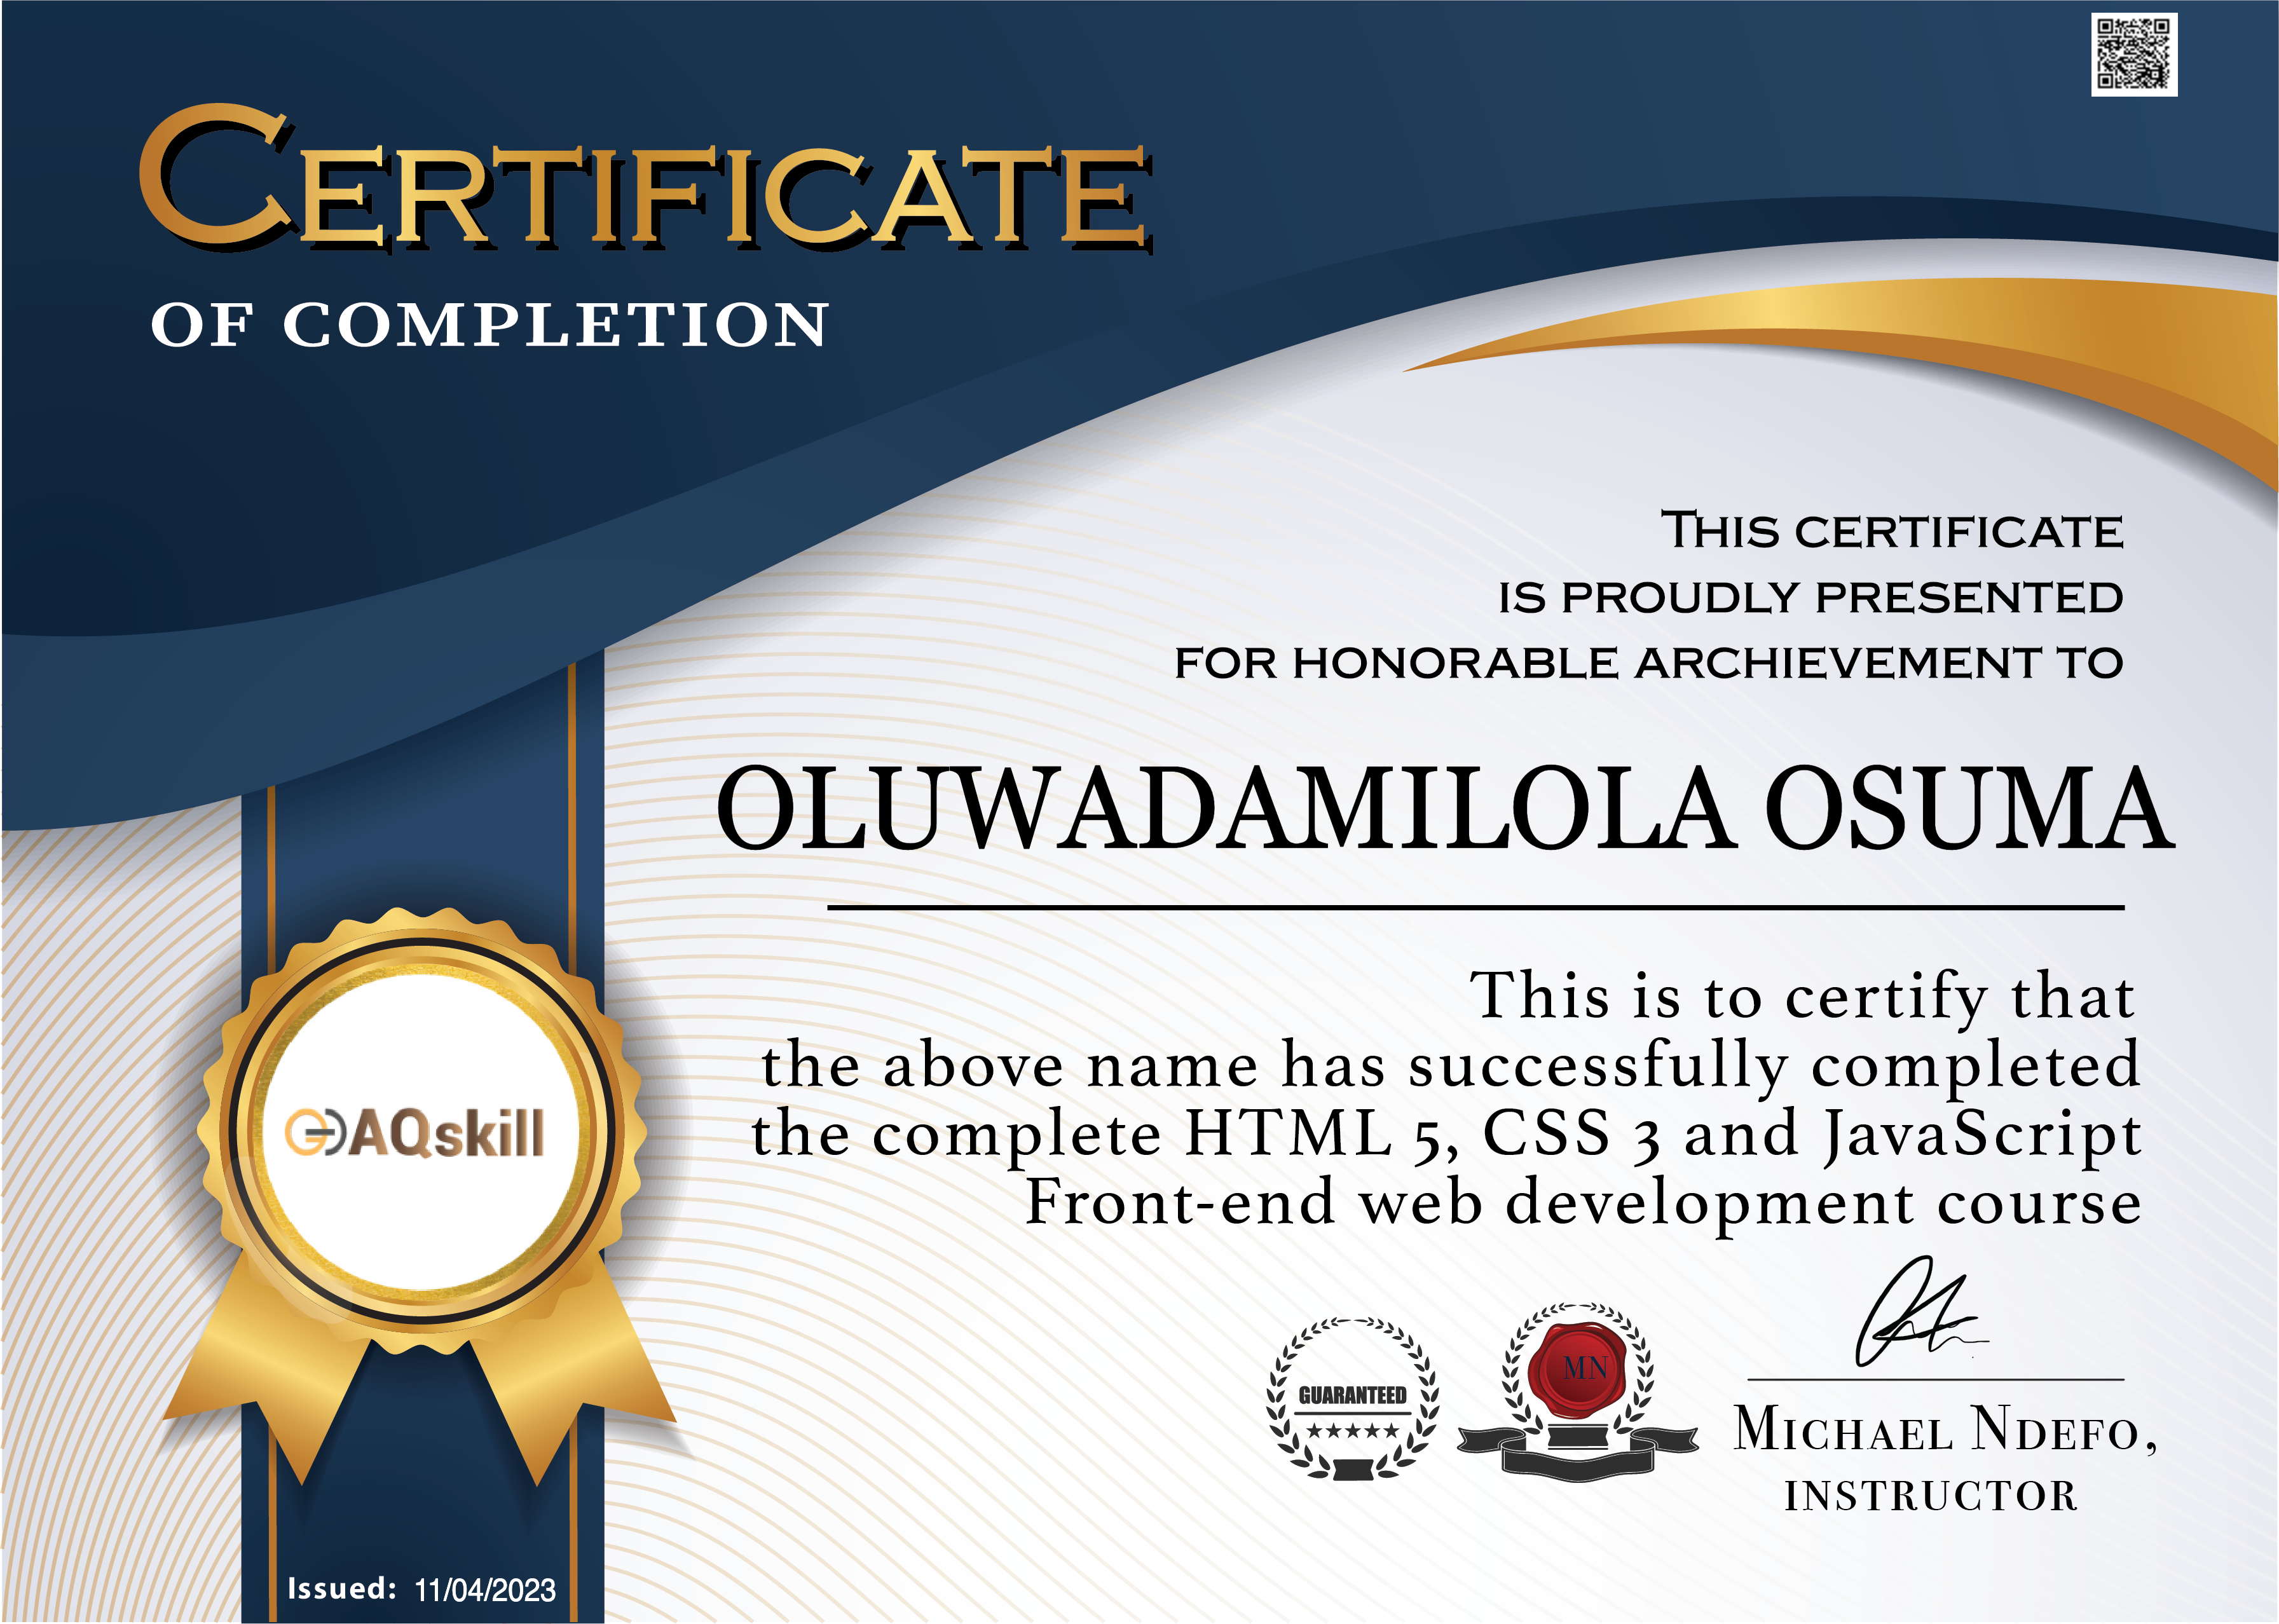 CERTIFICATE
OF COMPLETION
THIS CERTIFICATE
IS PROUDLY PRESENTED
FOR HONORABLE ARCHIEVEMENT TO
OLUWADAMILOLA OSUMA
This is to certify that
the above name has successfully completed
the complete HTML 5, CSS 3 and JavaScript
Front-end web development course
AQskill
GUARANTEED
MN
MICHAEL NDEFO,
INSTRUCTOR
Issued: 11/04/2023